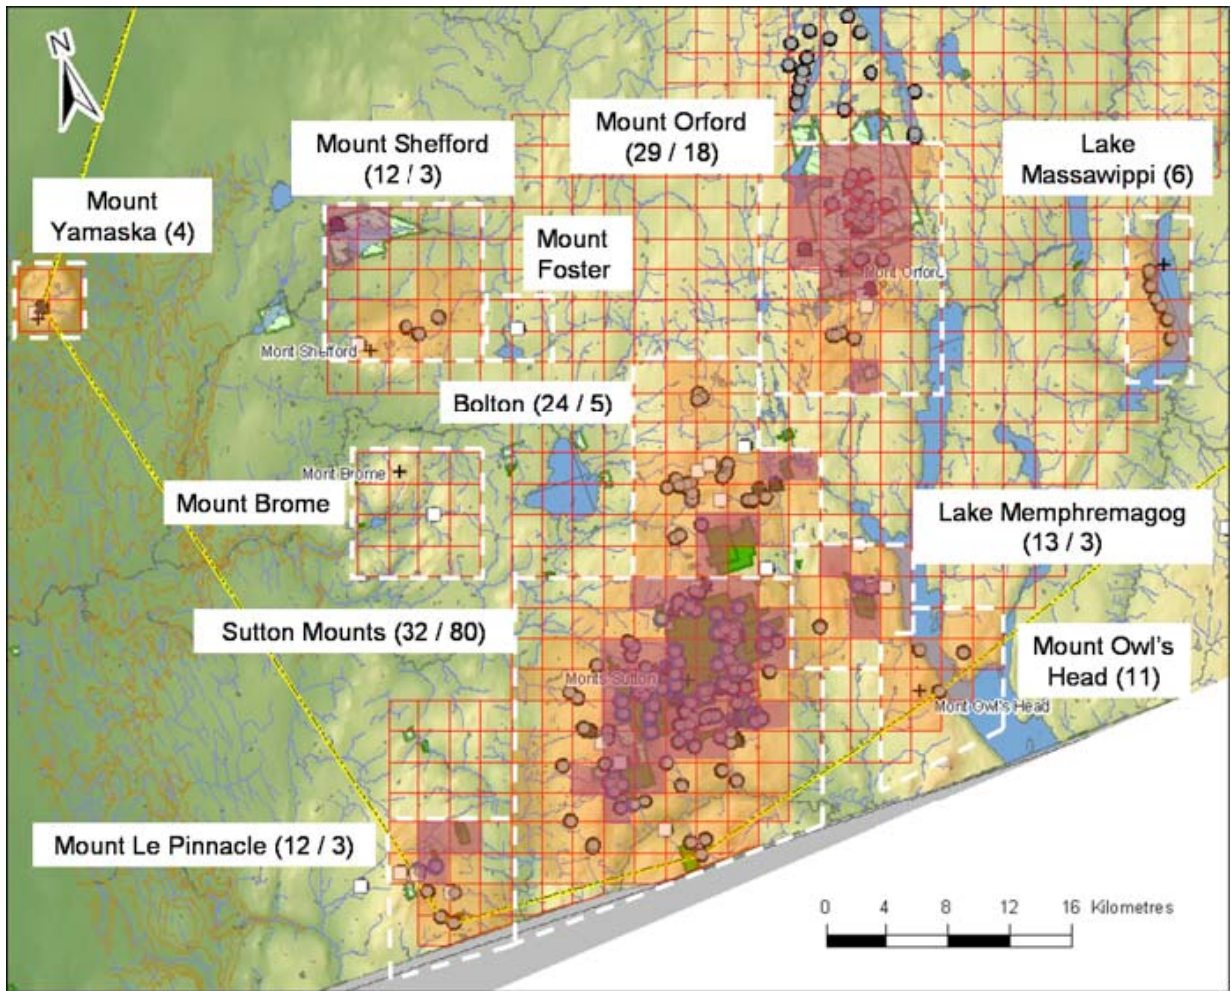 N
Mount Orford
(29 / 18)
Mount Shefford
(12 / 3)
Lake
Massawippi (6)
Mount
Yamaska (4)
Mount
Foster
Mont Orford
Mont Shefford
Bolton (24 / 5)
Mont Brome
Mount Brome
Lake Memphremagog
(13 / 3)
Sutton Mounts (32 / 80)
Monts Sutton
Mount Owl's
Head (11)
Mont Owl's Head
Mount Le Pinnacle (12 / 3)
0 4 8 12 16 Kilometres